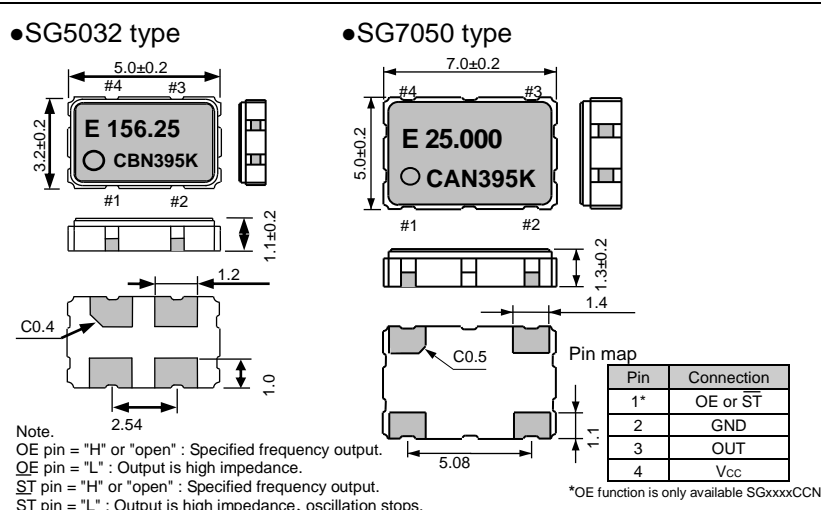 ●SG5032 type
5.0±0.2
#4 #3
3.2±0.2
E 156.25
CBN395K
#1 #2
1.1±0.2
1.2
C0.4
1.0
2.54
●SG7050 type
7.0±0.2
#4 #3
5.0±0.2
E 25.000
CAN395K
#1 #2
1.3±0.2
1.4
C0.5
1.1
5.08
Pin map
Pin Connection
1* OE or S̅T̅
2 GND
3 OUT
4 Vcc
*OE function is only available SGxxxxCCN
Note.
OE pin = "H" or "open" : Specified frequency output.
OE pin = "L" : Output is high impedance.
S̅T̅ pin = "H" or "open" : Specified frequency output.
S̅T̅ pin = "L" : Output is high impedance, oscillation stops.